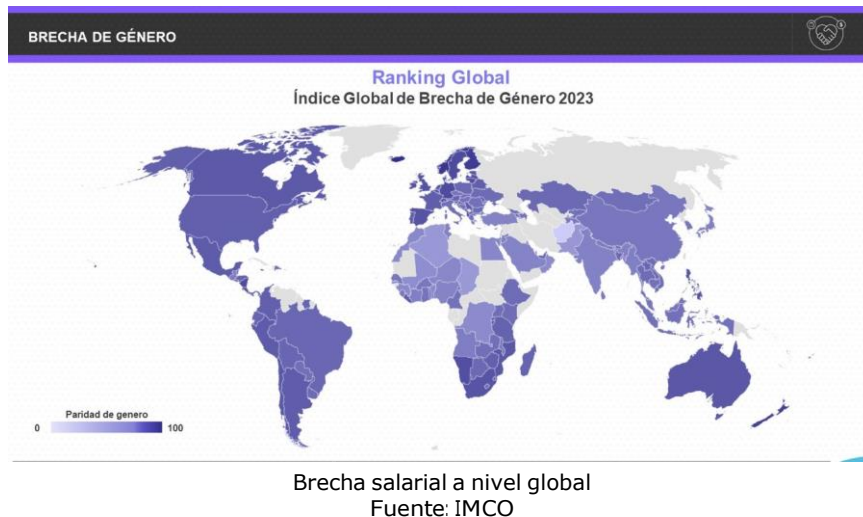 BRECHA DE GÉNERO
Ranking Global
Índice Global de Brecha de Género 2023
Paridad de genero
0 100
Brecha salarial a nivel global
Fuente: IMCO